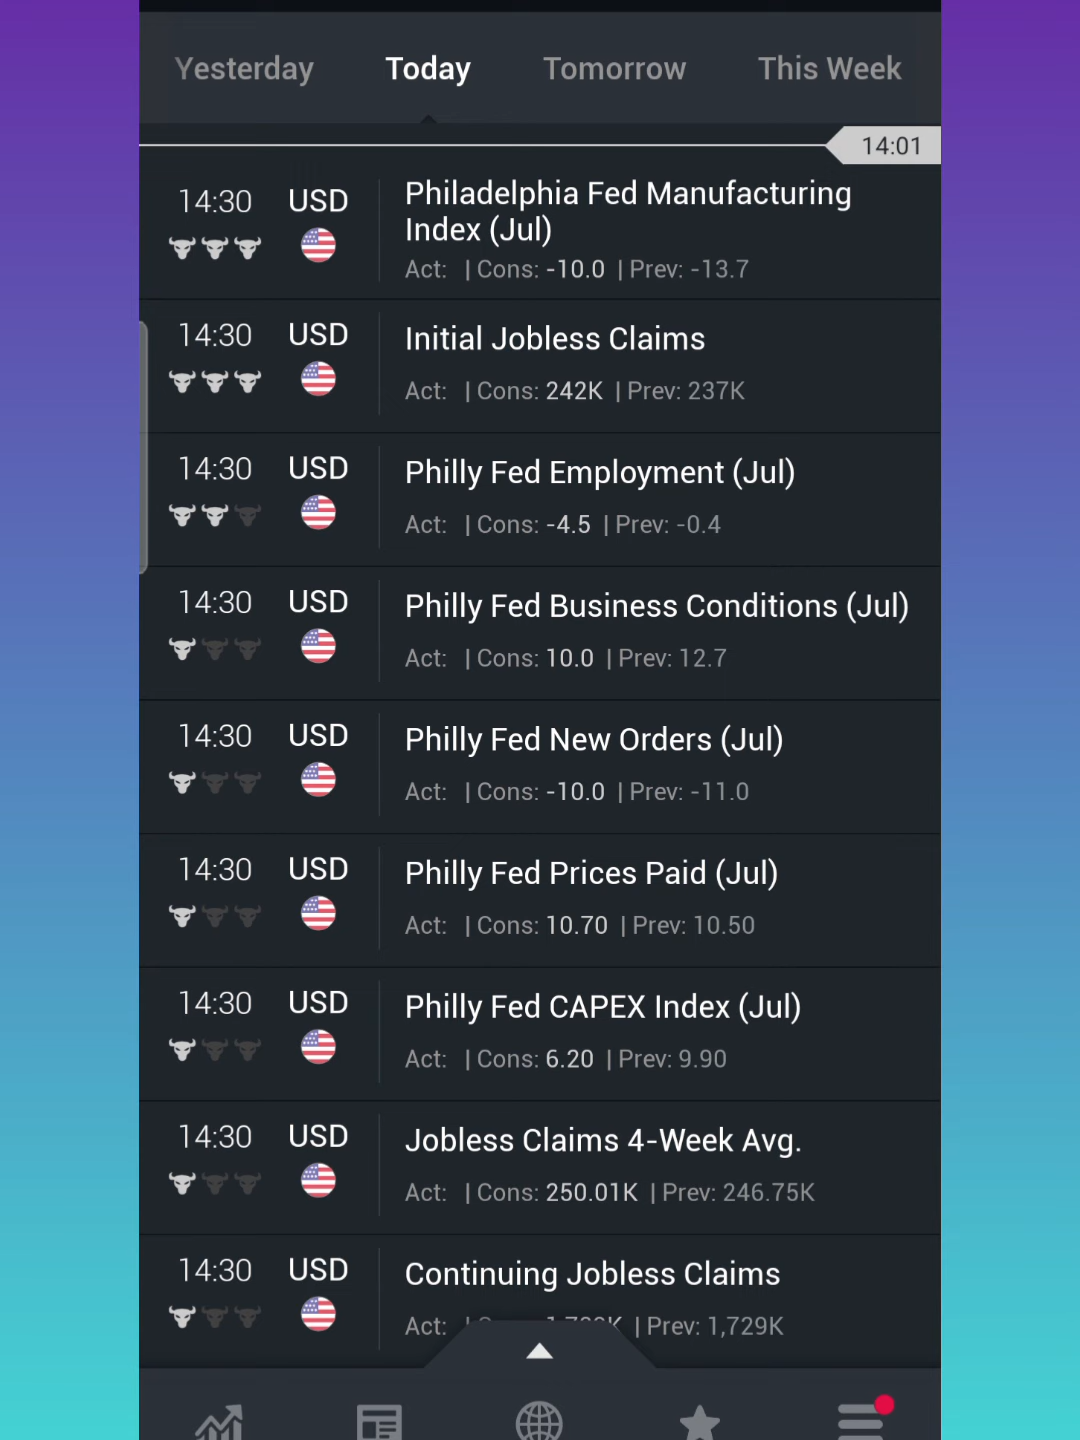 Yesterday Today Tomorrow This Week
14:01
14:30 USD Philadelphia Fed Manufacturing
Index (Jul)
Act: | Cons: -10.0 | Prev: -13.7
14:30 USD Initial Jobless Claims
Act: | Cons: 242K | Prev: 237K
14:30 USD Philly Fed Employment (Jul)
Act: | Cons: -4.5 | Prev: -0.4
14:30 USD Philly Fed Business Conditions (Jul)
Act: | Cons: 10.0 | Prev: 12.7
14:30 USD Philly Fed New Orders (Jul)
Act: | Cons: -10.0 | Prev: -11.0
14:30 USD Philly Fed Prices Paid (Jul)
Act: | Cons: 10.70 | Prev: 10.50
14:30 USD Philly Fed CAPEX Index (Jul)
Act: | Cons: 6.20 | Prev: 9.90
14:30 USD Jobless Claims 4-Week Avg.
Act: | Cons: 250.01K | Prev: 246.75K
14:30 USD Continuing Jobless Claims
Act: | Prev: 1,729K